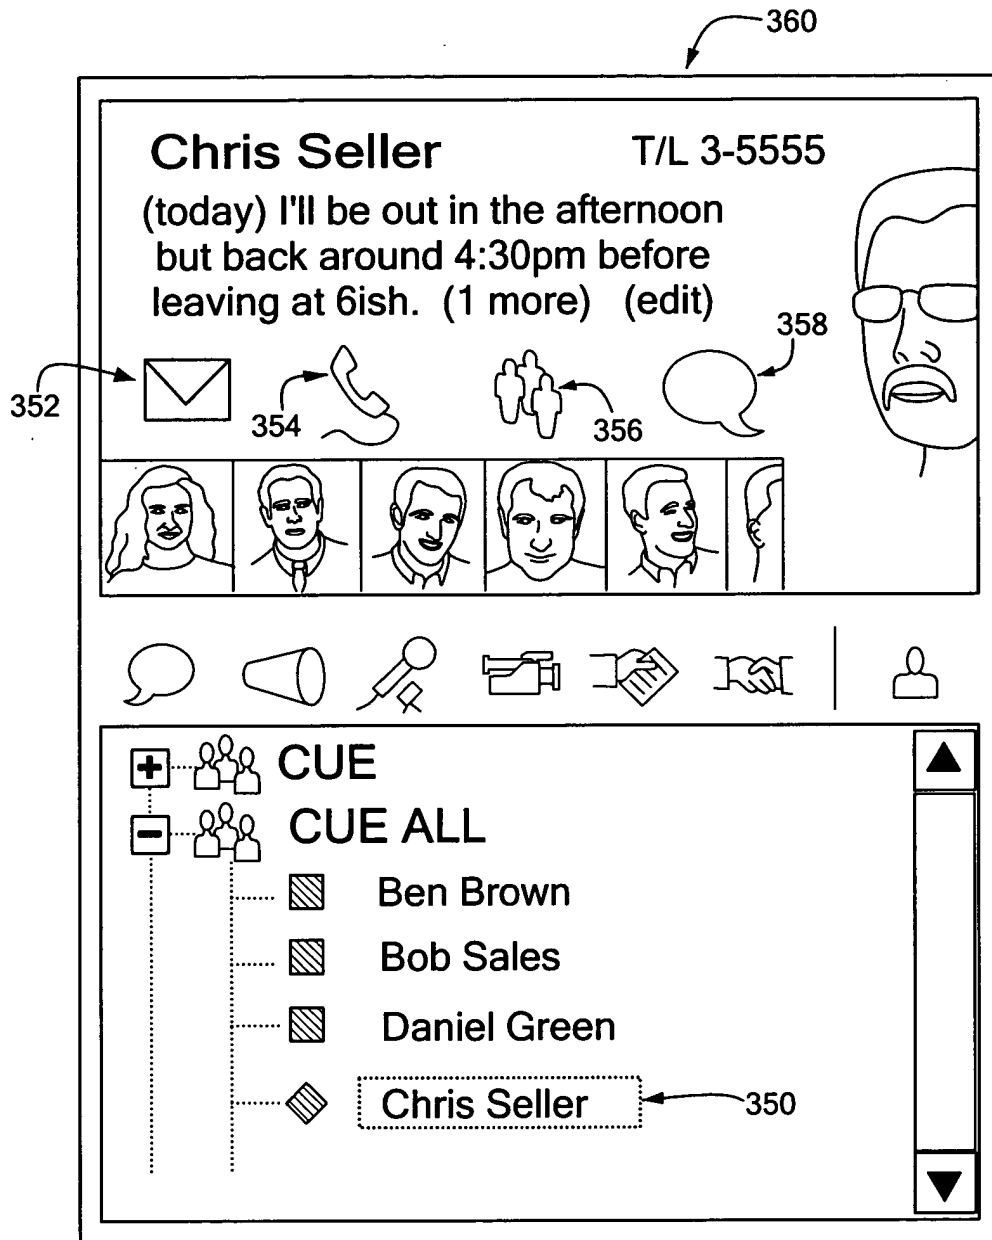 360
Chris Seller T/L 3-5555
(today) I'll be out in the afternoon
but back around 4:30pm before
leaving at 6ish. (1 more) (edit)
358
352
354
356
CUE
CUE ALL
Ben Brown
Bob Sales
Daniel Green
Chris Seller
350